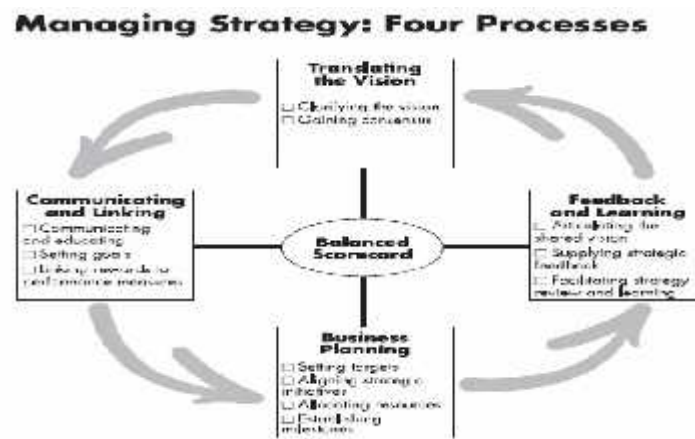 Managing Strategy: Four Processes
Translating
the Vision
□ Clarifying the vision
□ Gaining consensus
Communicating
and Linking
□ Communicating
and educating
□ Setting goals
□ Linking rewards to
performance measures
Balanced
Scorecard
Feedback
and Learning
□ Articulating the
shared vision
□ Supplying strategic
feedback
□ Facilitating strategy
review and learning
Business
Planning
□ Setting targets
□ Aligning strategic
initiatives
□ Allocating resources
□ Establishing
milestones